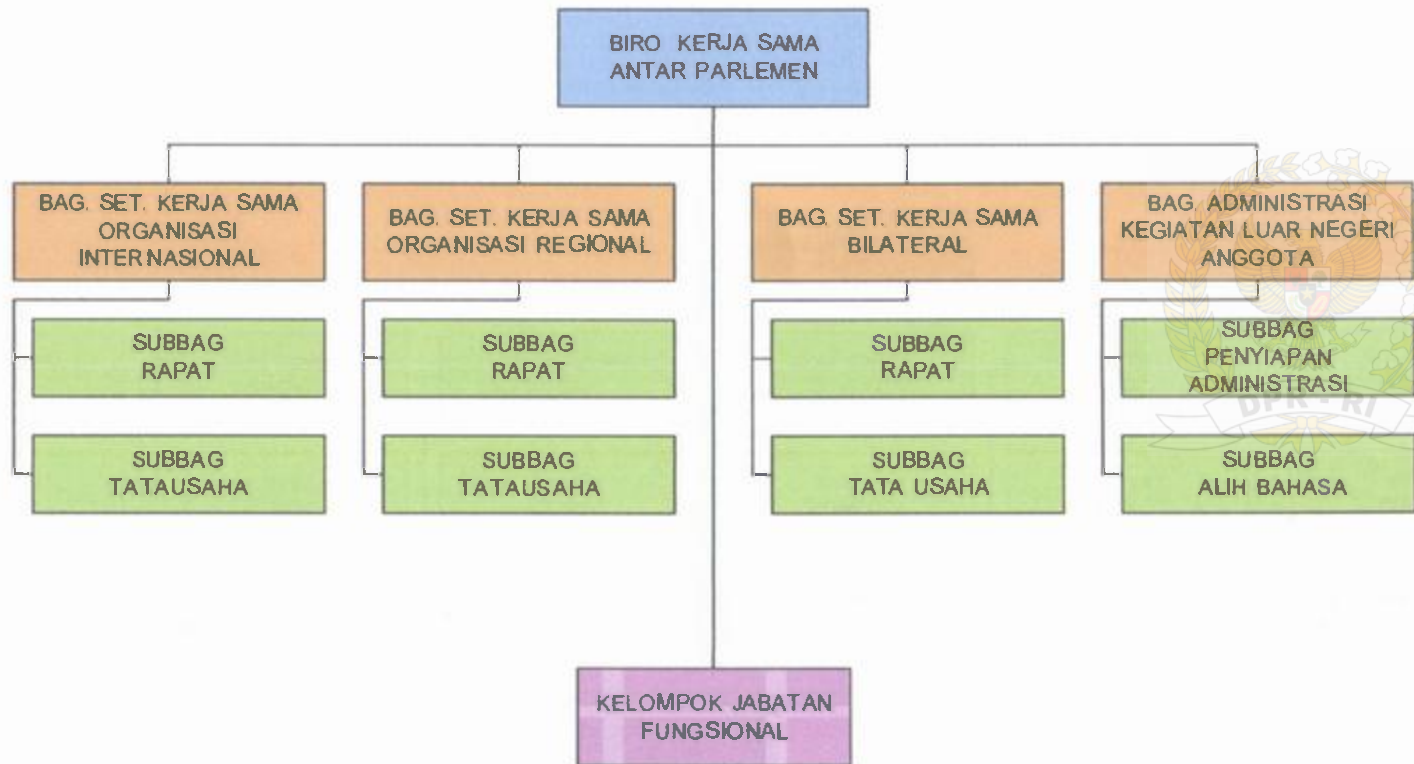 BIRO KERJA SAMA
ANTAR PARLEMEN
BAG. SET. KERJA SAMA
ORGANISASI
INTERNASIONAL
BAG. SET. KERJA SAMA
ORGANISASI REGIONAL
BAG. SET. KERJA SAMA
BILATERAL
BAG. ADMINISTRASI
KEGIATAN LUAR NEGERI
ANGGOTA
SUBBAG
RAPAT
SUBBAG
RAPAT
SUBBAG
RAPAT
SUBBAG
PENYIAPAN
ADMINISTRASI
DPR - RI
SUBBAG
TATAUSAHA
SUBBAG
TATAUSAHA
SUBBAG
TATA USAHA
SUBBAG
ALIH BAHASA
KELOMPOK JABATAN
FUNGSIONAL